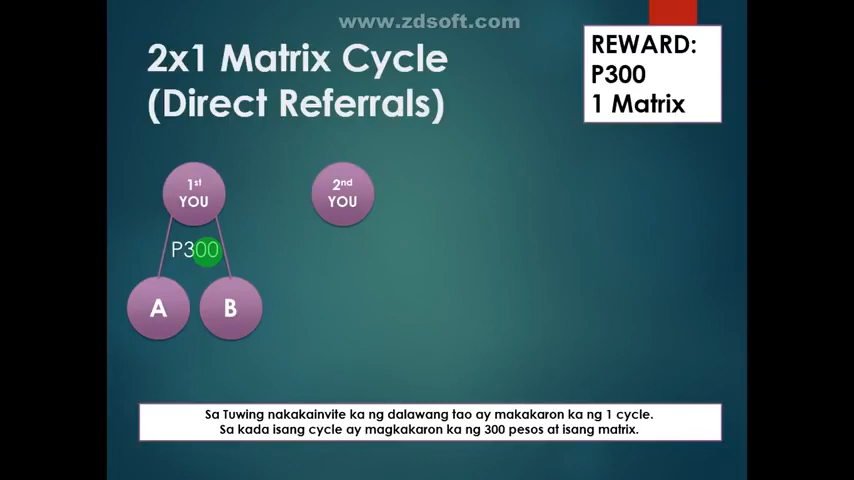 www.zdsoft.com
2x1 Matrix Cycle
(Direct Referrals)
REWARD:
P300
1 Matrix
1st
YOU
2nd
YOU
P300
A
B
Sa Tuwing nakakainvite ka ng dalawang tao ay makakaron ka ng 1 cycle.
Sa kada isang cycle ay magkakaron ka ng 300 pesos at isang matrix.